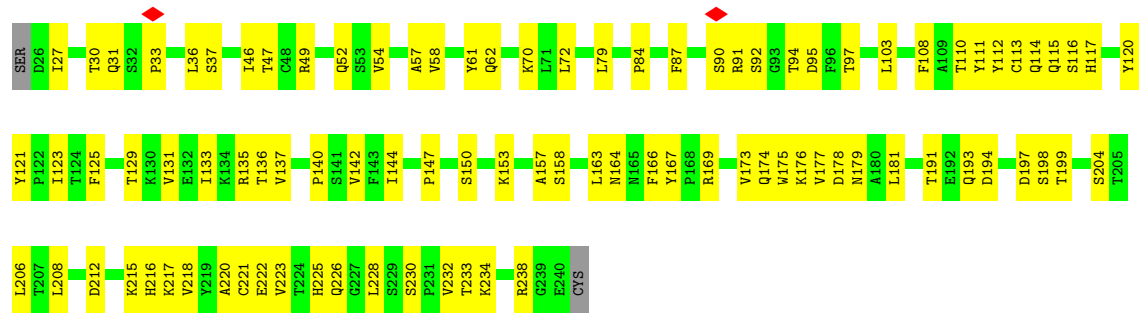 SER D26 I27 T30 Q31 S32 P33 L36 S37 I46 T47 C48 R49 Q52 S53 V54 A57 V58 Y61 Q62 K70 L71 L72 L79 P84 F87 S90 R91 S92 G93 T94 D95 F96 T97 L103 F108 A109 T110 Y111 Y112 C113 Q114 Q115 S116 H117 Y120
Y121 P122 I123 T124 F125 T129 K130 V131 E132 I133 K134 R135 T136 V137 P140 S141 V142 F143 I144 P147 S150 K153 A157 S158 L163 N164 N165 F166 Y167 P168 R169 V173 Q174 W175 K176 V177 D178 N179 A180 L181 T191 E192 Q193 D194 D197 S198 T199 S204 T205
L206 T207 L208 D212 K215 H216 K217 V218 Y219 A220 C221 E222 V223 T224 H225 Q226 G227 L228 S229 S230 P231 V232 T233 K234 R238 G239 E240 CYS